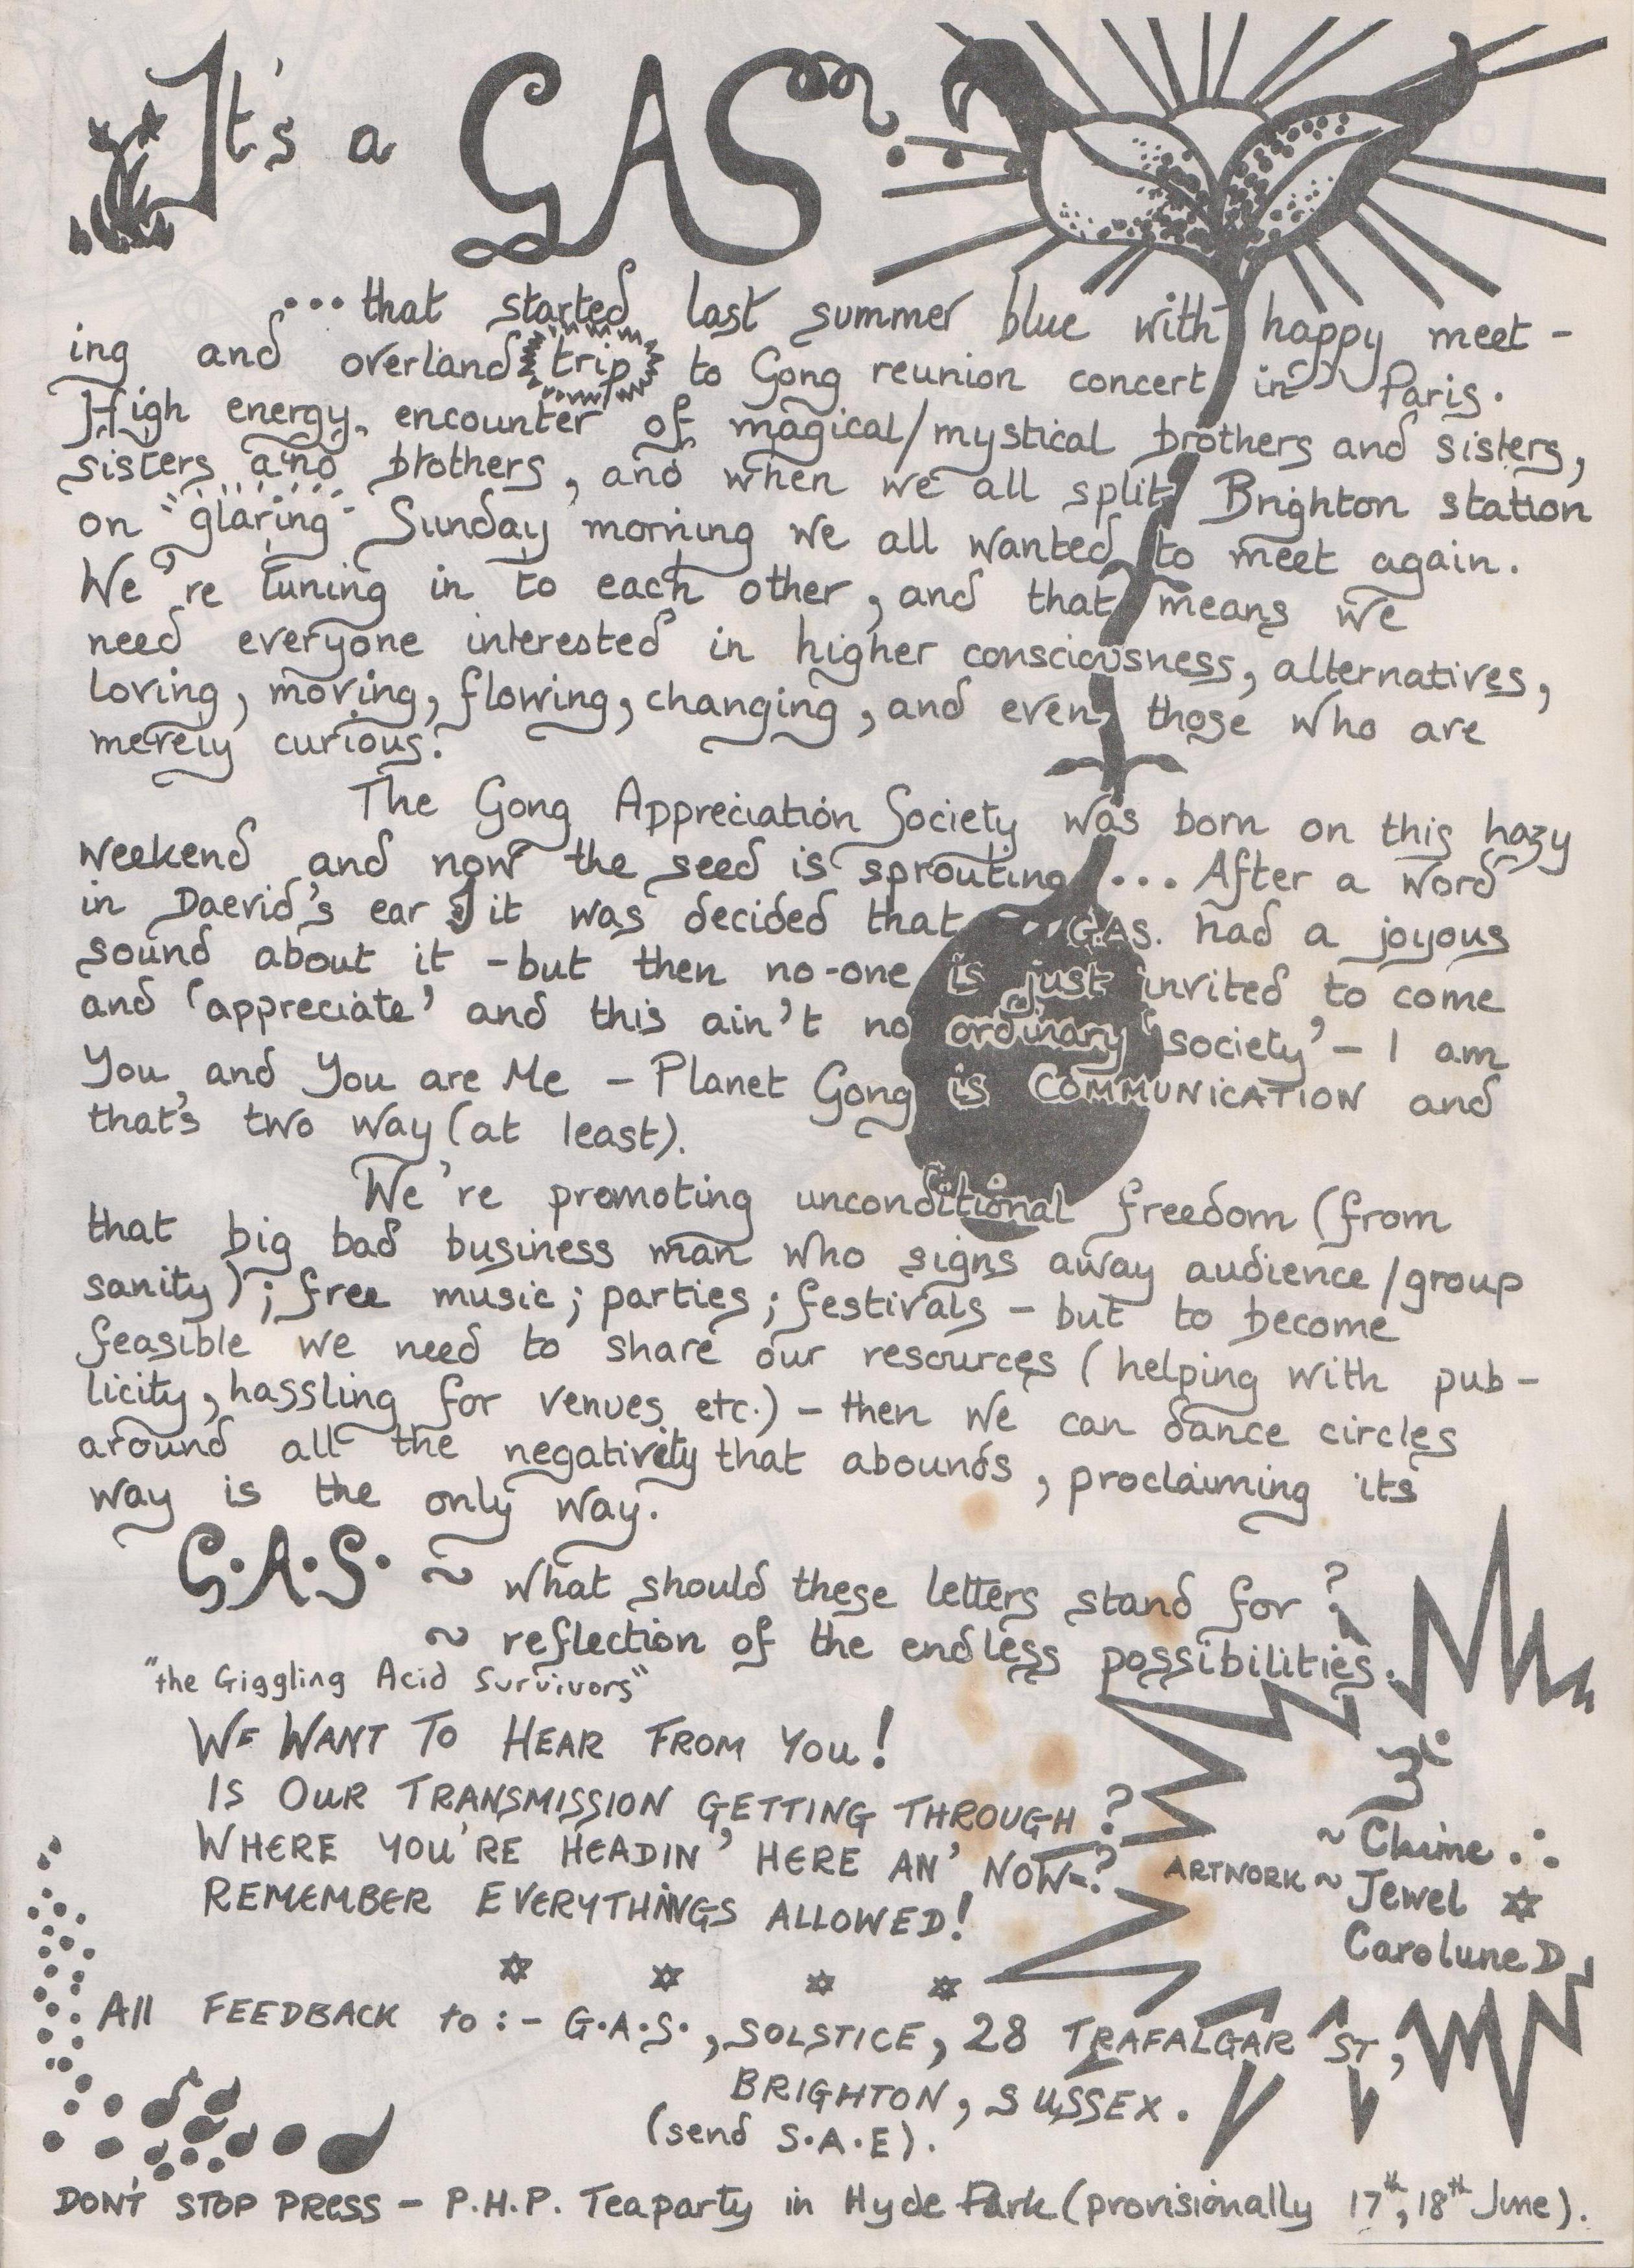 It's a GAS
...that started last summer blue with happy meet-
ing and overland trip to Gong reunion concert in Paris.
High energy encounter of magical/mystical brothers and sisters,
sisters and brothers, and when we all split Brighton station
on "glaring" Sunday morning we all wanted to meet again.
We're tuning in to each other, and that means we
need everyone interested in higher consciousness, alternatives,
loving, moving, flowing, changing, and even those who are
merely curious.
The Gong Appreciation Society was born on this hazy
weekend and now the seed is sprouting... After a word
in Daevid's ear it was decided that ... GAS. had a joyous
sound about it - but then no-one is just invited to come
and 'appreciate' and this ain't no ordinary 'society' - I am
You and You are Me - Planet Gong is COMMUNICATION and
that's two way (at least).
We're promoting unconditional freedom (from
that big bad business man who signs away audience/group
sanity); free music; parties; festivals - but to become
feasible we need to share our resources (helping with pub-
licity, hassling for venues etc.) - then we can dance circles
around all the negativity that abounds, proclaiming its
way is the only way.
G.A.S. ~ what should these letters stand for?
~ reflection of the endless possibilities.
"the Giggling Acid Survivors"
WE WANT TO HEAR FROM YOU!
IS OUR TRANSMISSION GETTING THROUGH?
WHERE YOU'RE HEADIN' HERE AN' NOW-?
REMEMBER EVERYTHINGS ALLOWED!
ARTWORK ~ Chime
~ Jewel
Carolune D
All FEEDBACK to:- G.A.S., SOLSTICE, 28 TRAFALGAR ST,
BRIGHTON, SUSSEX.
(send S.A.E).
DON'T STOP PRESS - P.H.P. Teaparty in Hyde Park (provisionally 17th, 18th June).